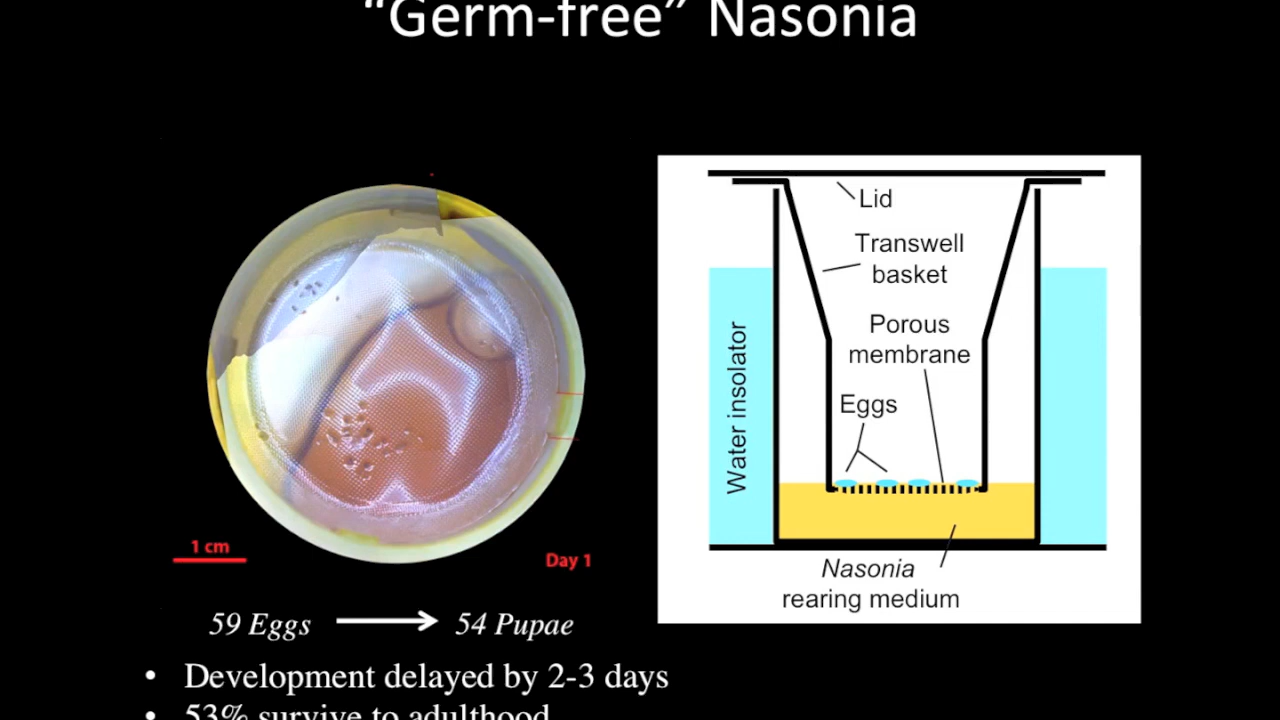 "Germ-free" Nasonia
Lid
Transwell
basket
Porous
membrane
Eggs
Water insolator
Nasonia
rearing medium
1 cm
Day 1
59 Eggs
54 Pupae
• Development delayed by 2-3 days
• 53% survive to adulthood